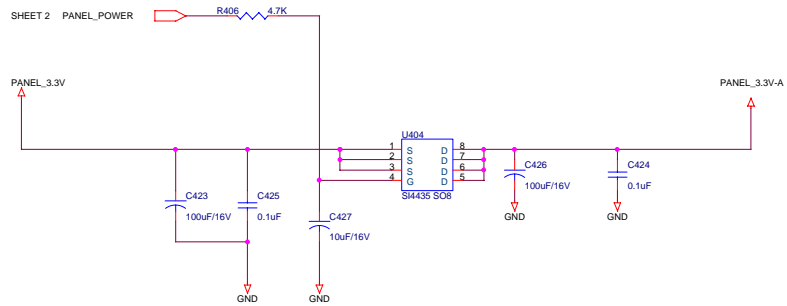 SHEET 2 PANEL_POWER
R406 4.7K
PANEL_3.3V
PANEL_3.3V-A
U404
1 S D 8
2 S D 7
3 S D 6
4 G D 5
SI4435 SO8
C423
100uF/16V
C425
0.1uF
C427
10uF/16V
C426
100uF/16V
C424
0.1uF
GND
GND
GND
GND